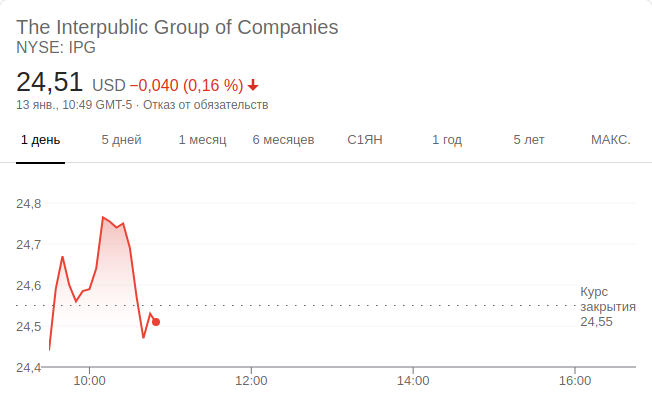 The Interpublic Group of Companies
NYSE: IPG
24,51 USD −0,040 (0,16 %)
13 янв., 10:49 GMT-5 · Отказ от обязательств
1 день 5 дней 1 месяц 6 месяцев С1ЯН 1 год 5 лет МАКС.
24,8
24,7
24,6
24,5
24,4
Курс
закрытия
24,55
10:00 12:00 14:00 16:00